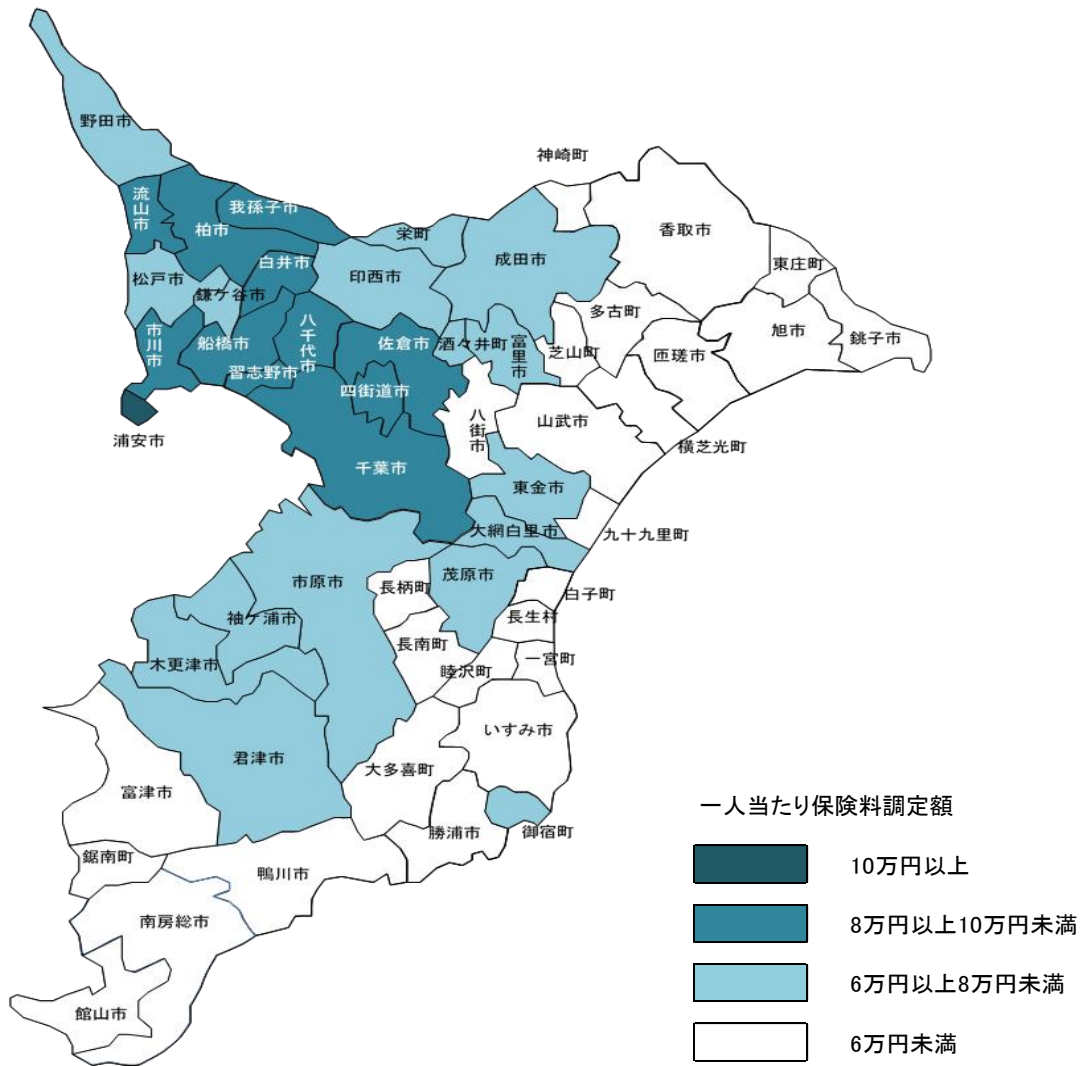 野田市
神崎町
流山市
我孫子市
香取市
柏市
栄町
成田市
白井市
東庄町
松戸市
印西市
鎌ケ谷市
多古町
八千代市
市川市
船橋市
佐倉市
酒々井町
富里市
芝山町
匝瑳市
旭市
銚子市
習志野市
四街道市
八街市
山武市
浦安市
横芝光町
千葉市
東金市
大網白里市
九十九里町
市原市
長柄町
茂原市
白子町
袖ケ浦市
長生村
長南町
木更津市
睦沢町
一宮町
いすみ市
君津市
大多喜町
富津市
一人当たり保険料調定額
勝浦市
御宿町
鋸南町
鴨川市
10万円以上
南房総市
8万円以上10万円未満
6万円以上8万円未満
館山市
6万円未満